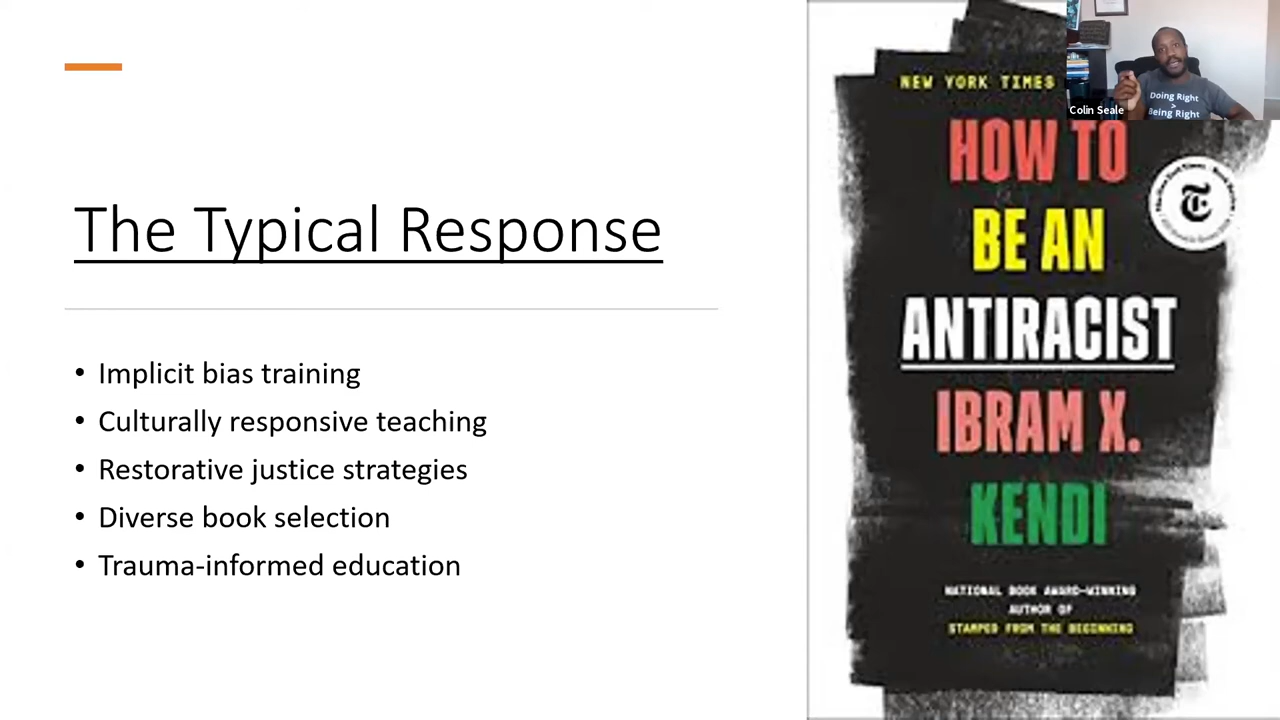 The Typical Response
• Implicit bias training
• Culturally responsive teaching
• Restorative justice strategies
• Diverse book selection
• Trauma-informed education
NEW YORK TIMES
HOW TO
BE AN
ANTIRACIST
IBRAM X.
KENDI
NATIONAL BOOK AWARD–WINNING
AUTHOR OF
STAMPED FROM THE BEGINNING
Colin Seale
Doing Right
>
Being Right